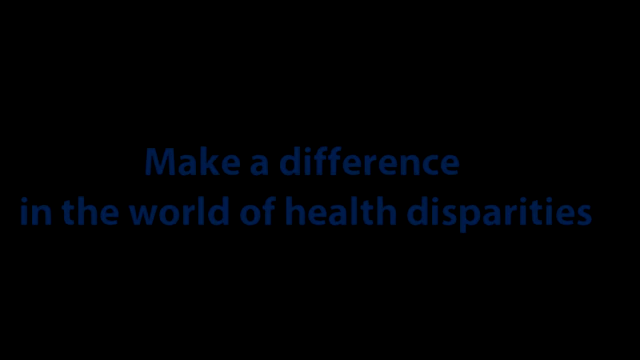 Make a difference
in the world of health disparities